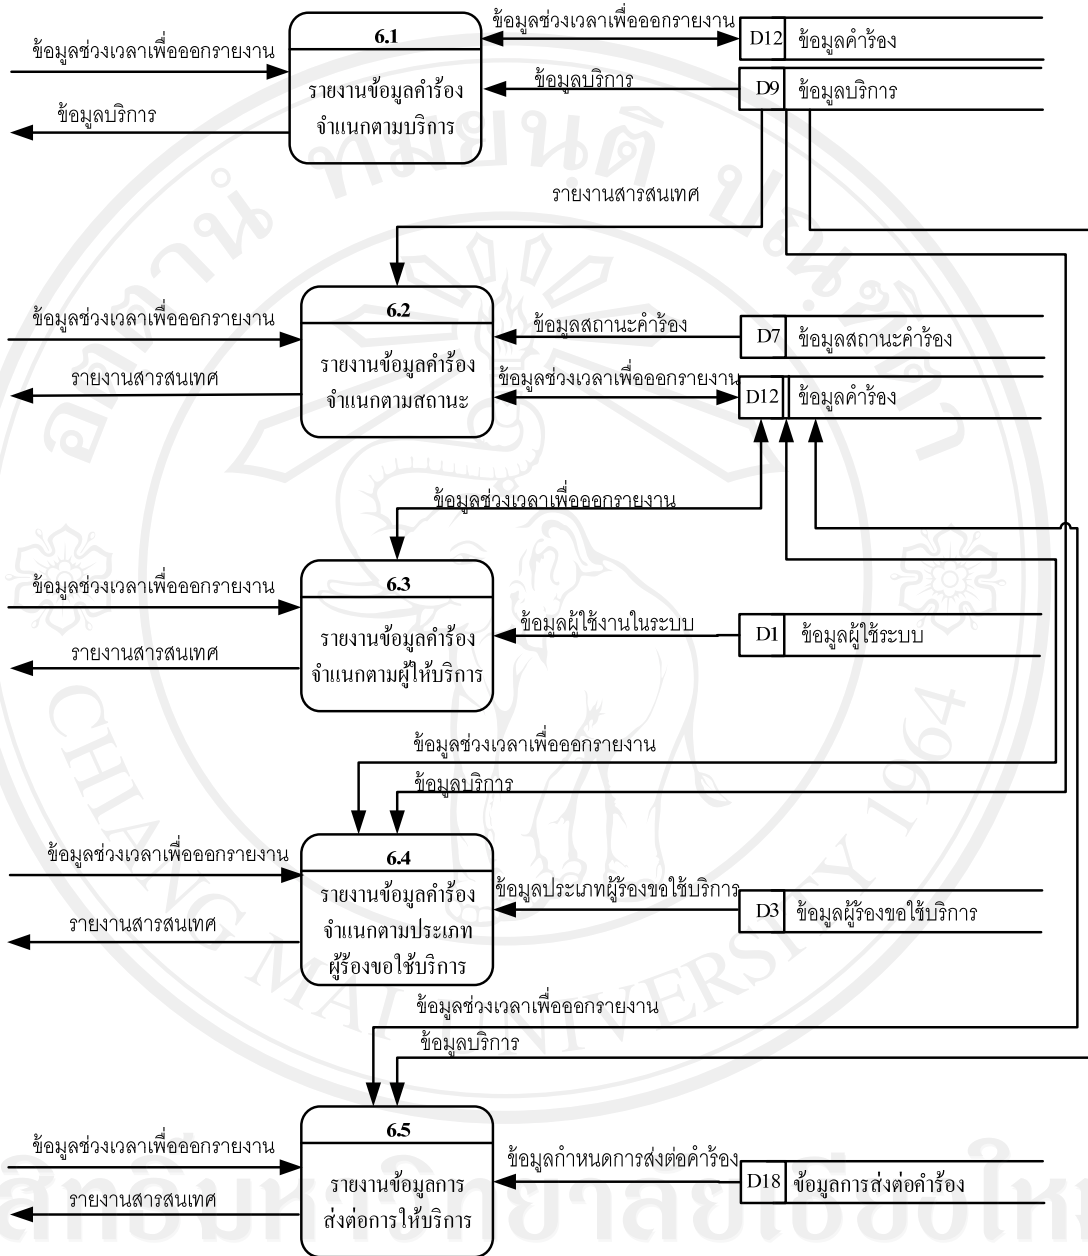 6.1
ข้อมูลช่วงเวลาเพื่อออกรายงาน
D12
ข้อมูลคำร้อง
ข้อมูลช่วงเวลาเพื่อออกรายงาน
รายงานข้อมูลคำร้อง
จำแนกตามบริการ
ข้อมูลบริการ
D9
ข้อมูลบริการ
ข้อมูลบริการ
รายงานสารสนเทศ
6.2
ข้อมูลช่วงเวลาเพื่อออกรายงาน
รายงานข้อมูลคำร้อง
จำแนกตามสถานะ
ข้อมูลสถานะคำร้อง
D7
ข้อมูลสถานะคำร้อง
รายงานสารสนเทศ
ข้อมูลช่วงเวลาเพื่อออกรายงาน
D12
ข้อมูลคำร้อง
ข้อมูลช่วงเวลาเพื่อออกรายงาน
6.3
ข้อมูลช่วงเวลาเพื่อออกรายงาน
รายงานข้อมูลคำร้อง
จำแนกตามผู้ให้บริการ
ข้อมูลผู้ใช้งานในระบบ
D1
ข้อมูลผู้ใช้ระบบ
รายงานสารสนเทศ
ข้อมูลช่วงเวลาเพื่อออกรายงาน
ข้อมูลบริการ
6.4
ข้อมูลช่วงเวลาเพื่อออกรายงาน
รายงานข้อมูลคำร้อง
จำแนกตามประเภท
ผู้ร้องขอใช้บริการ
ข้อมูลประเภทผู้ร้องขอใช้บริการ
D3
ข้อมูลผู้ร้องขอใช้บริการ
รายงานสารสนเทศ
ข้อมูลช่วงเวลาเพื่อออกรายงาน
ข้อมูลบริการ
6.5
ข้อมูลช่วงเวลาเพื่อออกรายงาน
รายงานข้อมูลการ
ส่งต่อการให้บริการ
ข้อมูลกำหนดการส่งต่อคำร้อง
D18
ข้อมูลการส่งต่อคำร้อง
รายงานสารสนเทศ
CHIANG MAI UNIVERSITY 1964